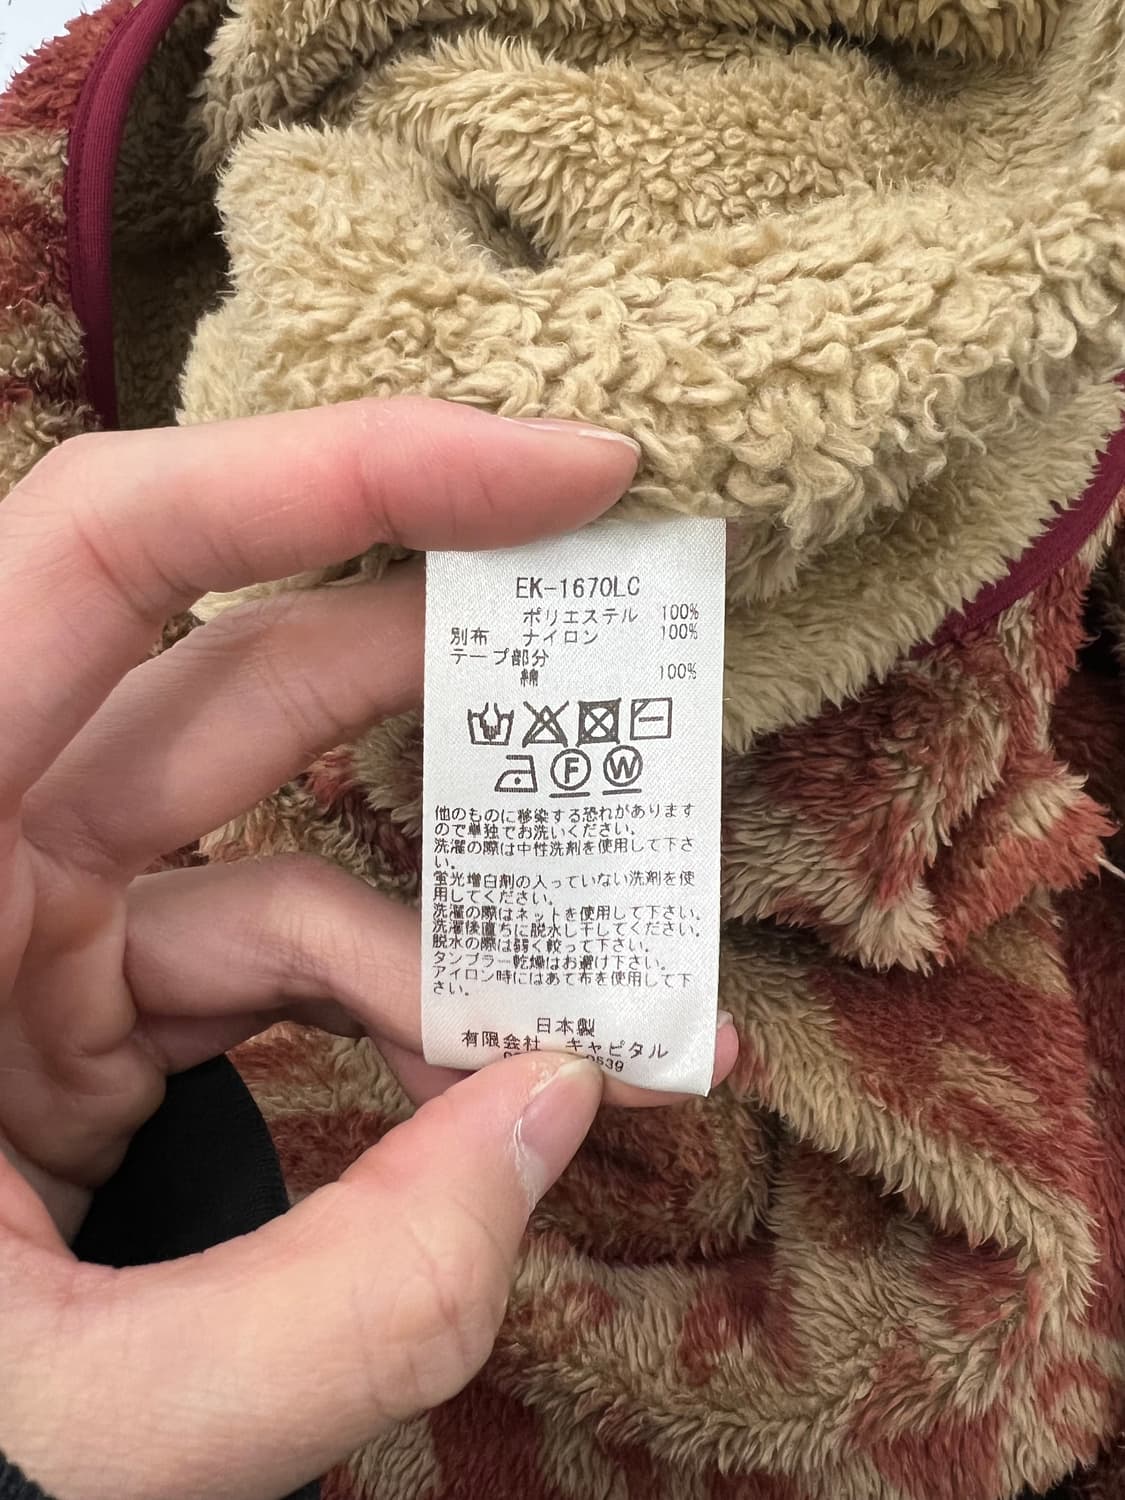 EK-1670LC
ポリエステル 100%
別布 ナイロン 100%
テープ部分
綿 100%
F W
他のものに移染する恐れがあります
ので単独でお洗いください。
洗濯の際は中性洗剤を使用して下さ
い。
蛍光増白剤の入っていない洗剤を使
用してください。
洗濯の際はネットを使用して下さい。
洗濯後直ちに脱水し干してください。
脱水の際は弱く絞って下さい。
タンブラー乾燥はお避け下さい。
アイロン時にはあて布を使用して下
さい。
日本製
有限会社 キャピタル